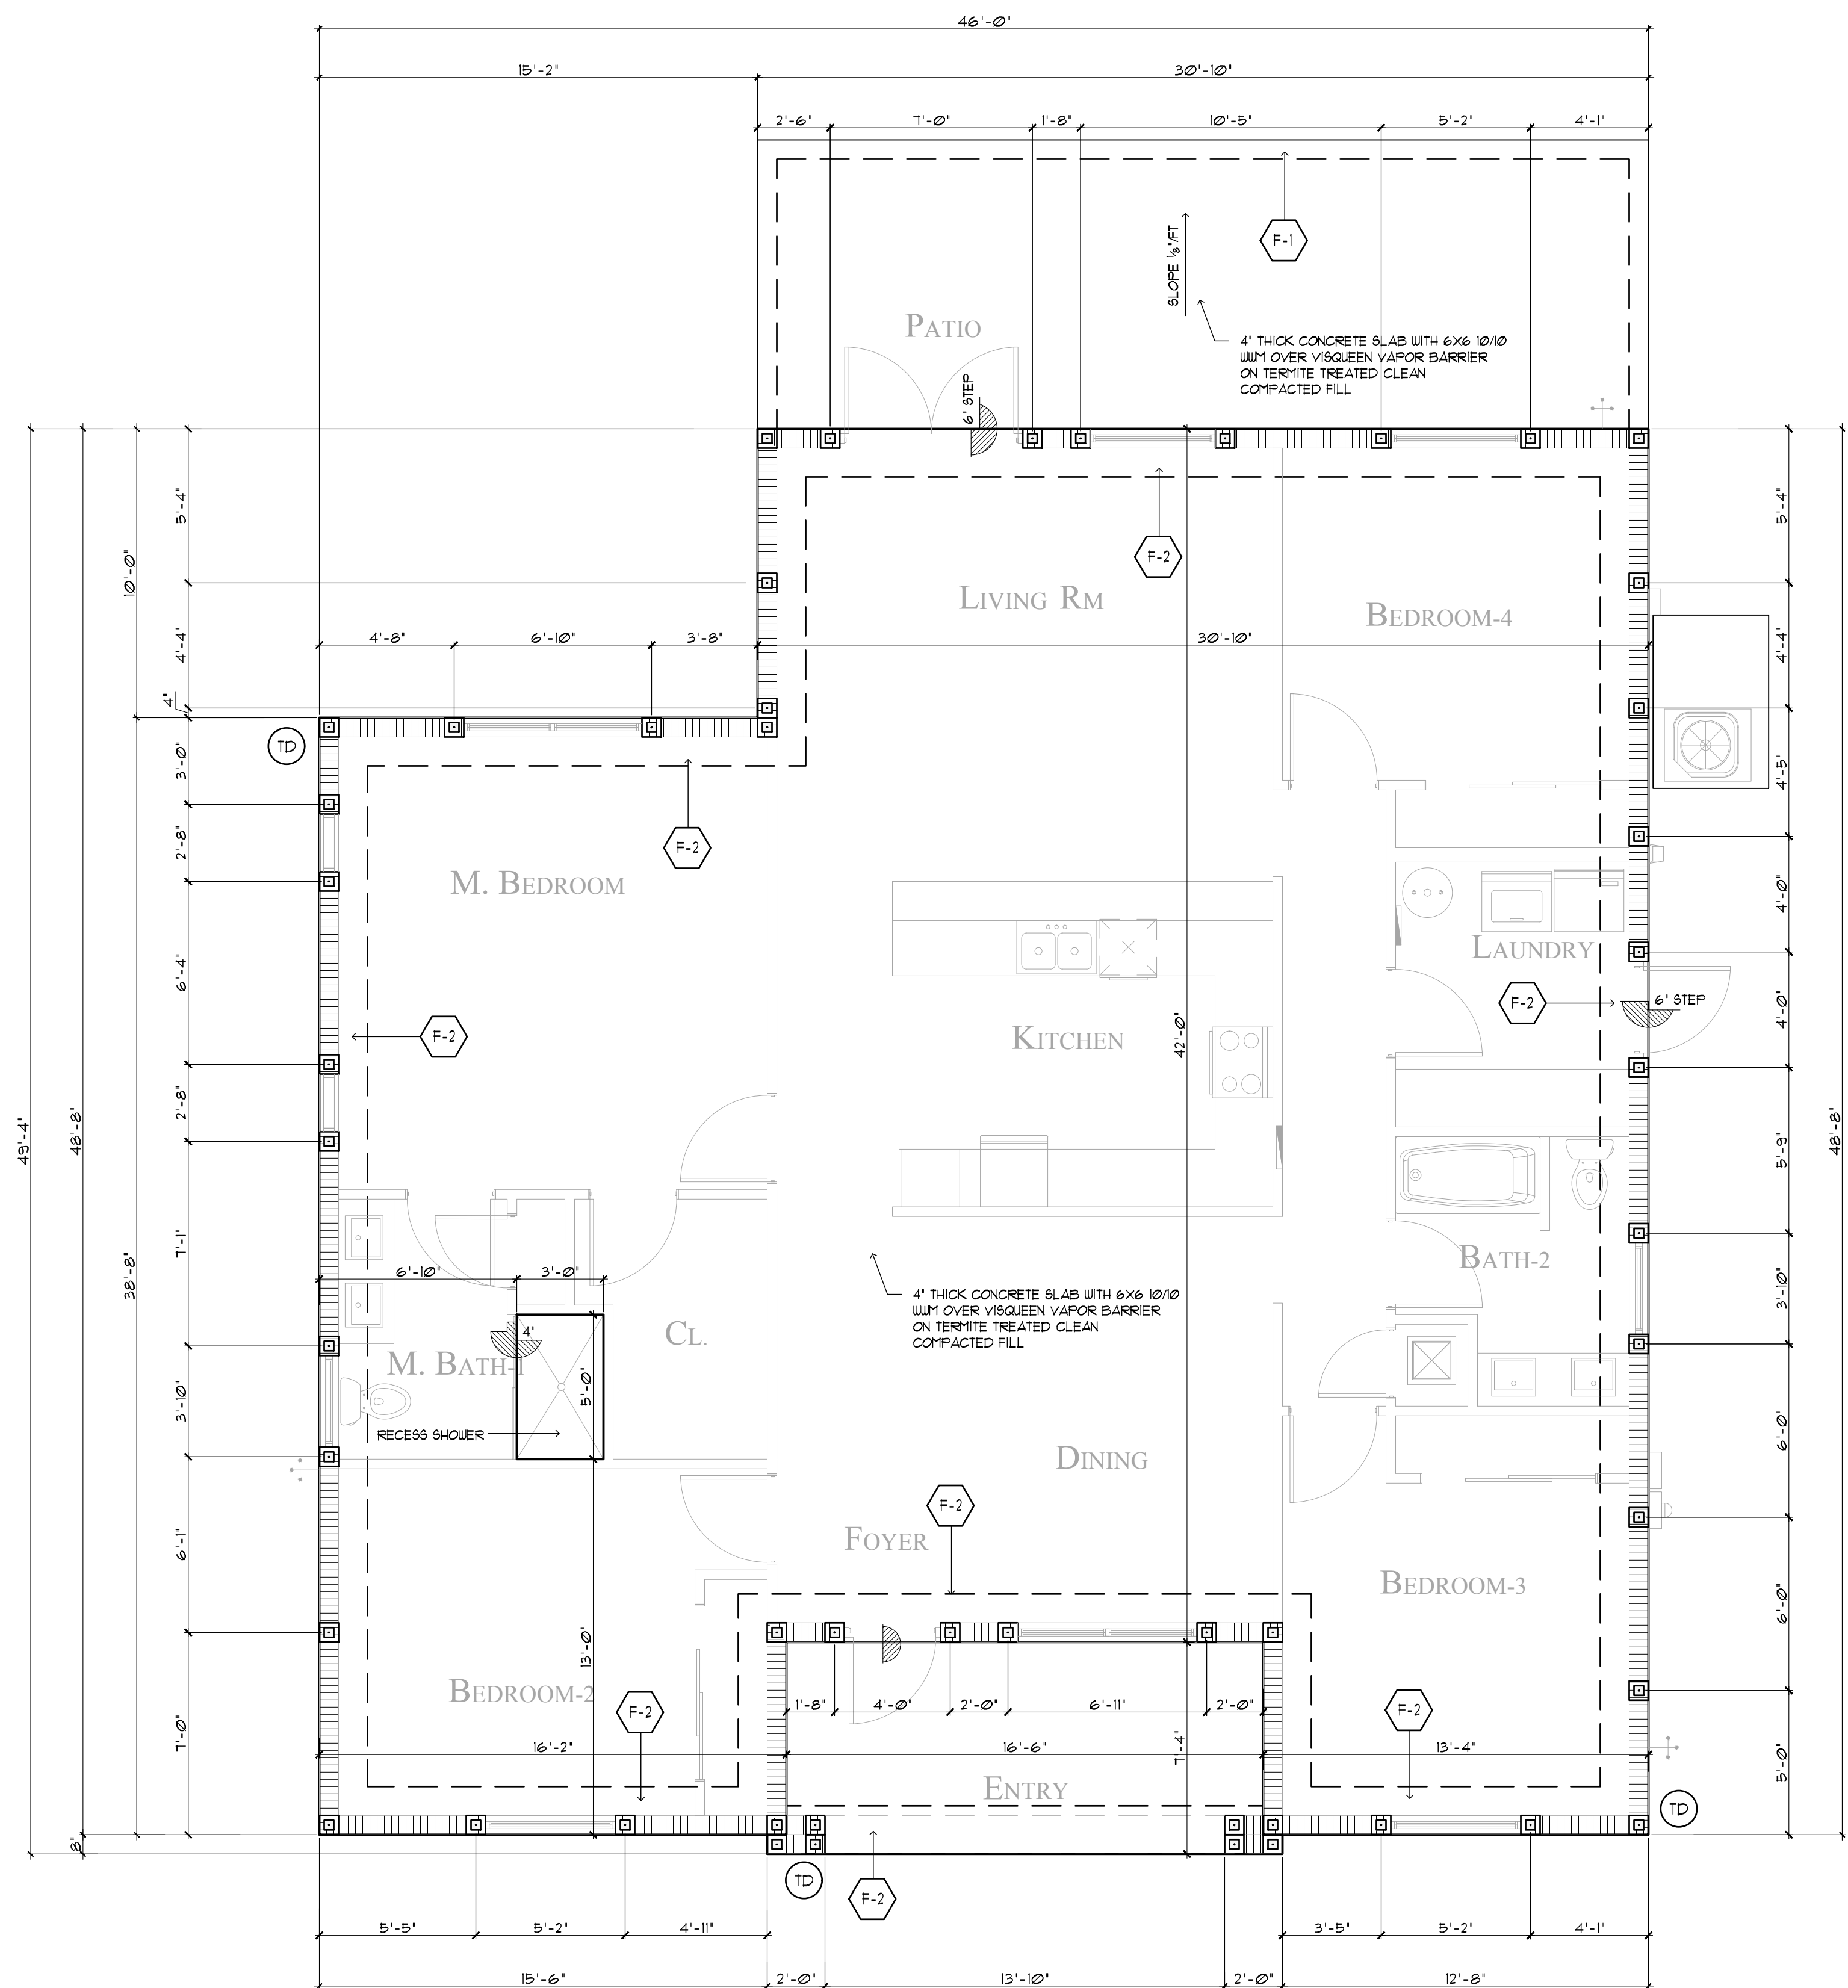 46'-0"
15'-2" 30'-10"
2'-6" 7'-0" 1'-8" 10'-5" 5'-2" 4'-1"
F-1
SLOPE 1/8"/FT
PATIO
4" THICK CONCRETE SLAB WITH 6X6 10/10
WWM OVER VISQUEEN VAPOR BARRIER
ON TERMITE TREATED CLEAN
COMPACTED FILL
6" STEP
5'-4"
5'-4"
10'-0"
F-2
LIVING RM
BEDROOM-4
4'-8" 6'-10" 3'-8" 30'-10"
4'-4"
4'-4"
4"
TD
3'-0"
4'-5"
2'-8"
F-2
M. BEDROOM
4'-0"
LAUNDRY
6'-4"
F-2
KITCHEN
42'-0"
F-2
6" STEP
4'-0"
49'-4"
48'-8"
2'-8"
5'-9"
48'-8"
38'-8"
7'-1"
6'-10" 3'-0"
BATH-2
3'-10"
4" THICK CONCRETE SLAB WITH 6X6 10/10
WWM OVER VISQUEEN VAPOR BARRIER
ON TERMITE TREATED CLEAN
COMPACTED FILL
4"
CL.
M. BATH-1
5'-0"
3'-10"
RECESS SHOWER
6'-0"
DINING
F-2
FOYER
6'-1"
BEDROOM-3
6'-0"
13'-0"
BEDROOM-2
F-2
1'-8" 4'-0" 2'-0" 6'-11" 2'-0"
F-2
7'-0"
16'-2" 16'-6" 7'-4" 13'-4"
5'-0"
ENTRY
TD
8"
TD
F-2
5'-5" 5'-2" 4'-11" 3'-5" 5'-2" 4'-1"
15'-6" 2'-0" 13'-10" 2'-0" 12'-8"